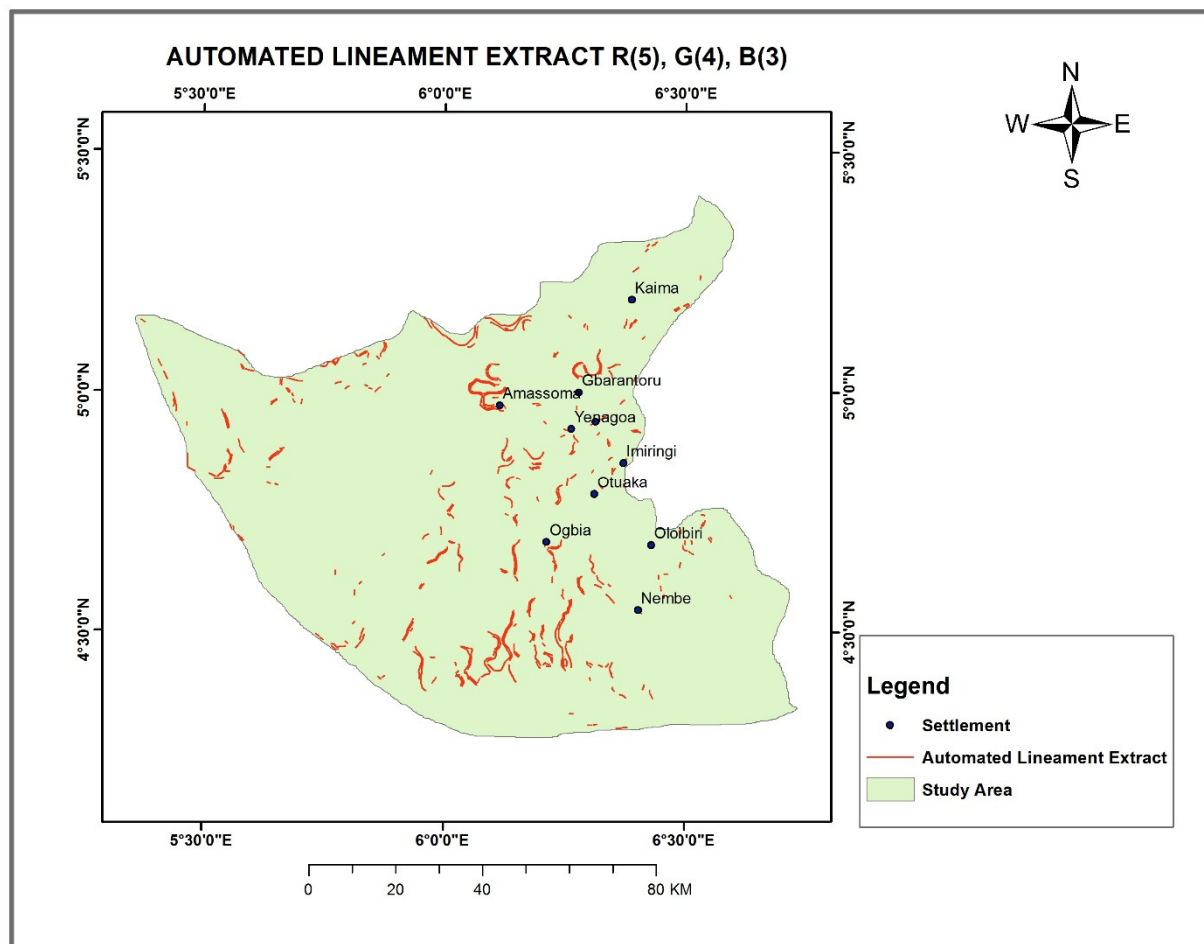 AUTOMATED LINEAMENT EXTRACT R(5), G(4), B(3)
5°30'0"E 6°0'0"E 6°30'0"E
N
W E
S
5°30'0"N 5°30'0"N
Kaima
5°0'0"N 5°0'0"N
Gbarantoru
Amassoma
Yenagoa
Imiringi
Otuaka
Ogbia Ololbiri
Nembe
4°30'0"N 4°30'0"N
Legend
Settlement
Automated Lineament Extract
Study Area
5°30'0"E 6°0'0"E 6°30'0"E
0 20 40 60 80 KM